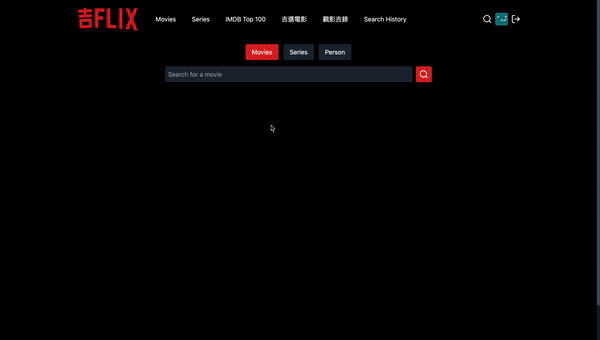 吉FLIX Movies Series IMDB Top 100 吉選電影 觀影吉錄 Search History
Movies Series Person
Search for a movie